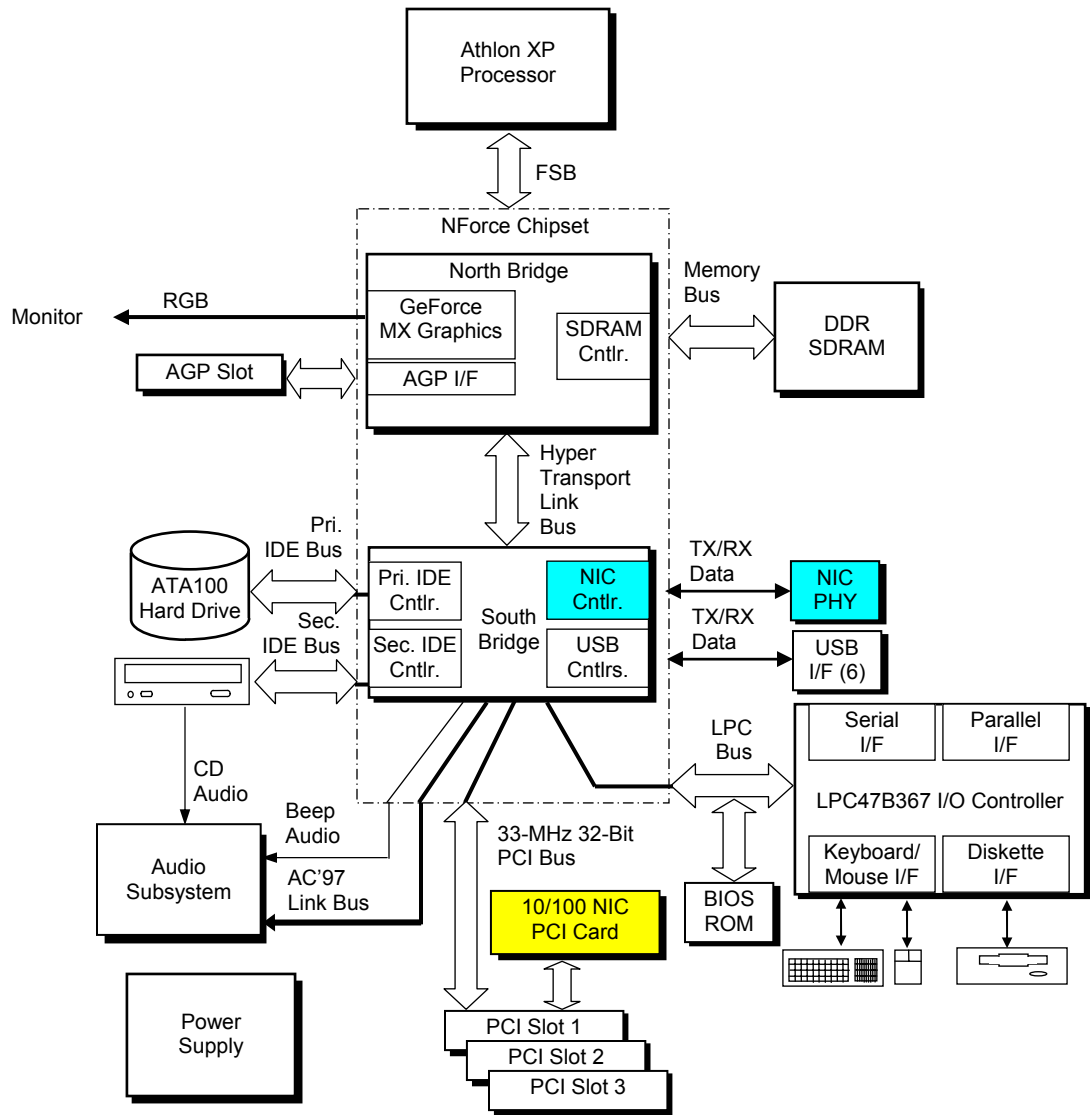 Athlon XP
Processor
FSB
NForce Chipset
North Bridge
Memory
Bus
RGB
Monitor
GeForce
MX Graphics
SDRAM
Cntlr.
DDR
SDRAM
AGP Slot
AGP I/F
Hyper
Transport
Link
Bus
Pri.
IDE Bus
TX/RX
Data
ATA100
Hard Drive
Pri. IDE
Cntlr.
NIC
Cntlr.
NIC
PHY
South
Bridge
Sec.
IDE Bus
TX/RX
Data
Sec. IDE
Cntlr.
USB
Cntlrs.
USB
I/F (6)
LPC
Bus
Serial
I/F
Parallel
I/F
CD
Audio
LPC47B367 I/O Controller
Beep
Audio
33-MHz 32-Bit
PCI Bus
Audio
Subsystem
AC’97
Link Bus
Keyboard/
Mouse I/F
Diskette
I/F
10/100 NIC
PCI Card
BIOS
ROM
Power
Supply
PCI Slot 1
PCI Slot 2
PCI Slot 3